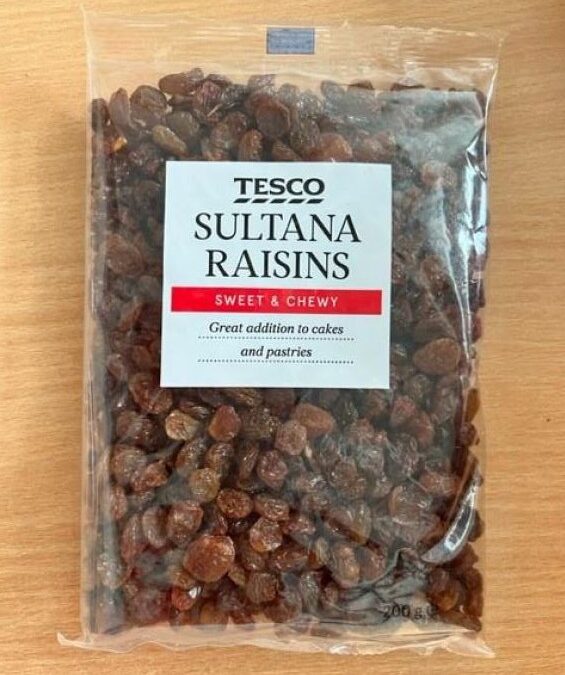 TESCO
SULTANA
RAISINS
SWEET & CHEWY
Great addition to cakes
and pastries
200 g ℮